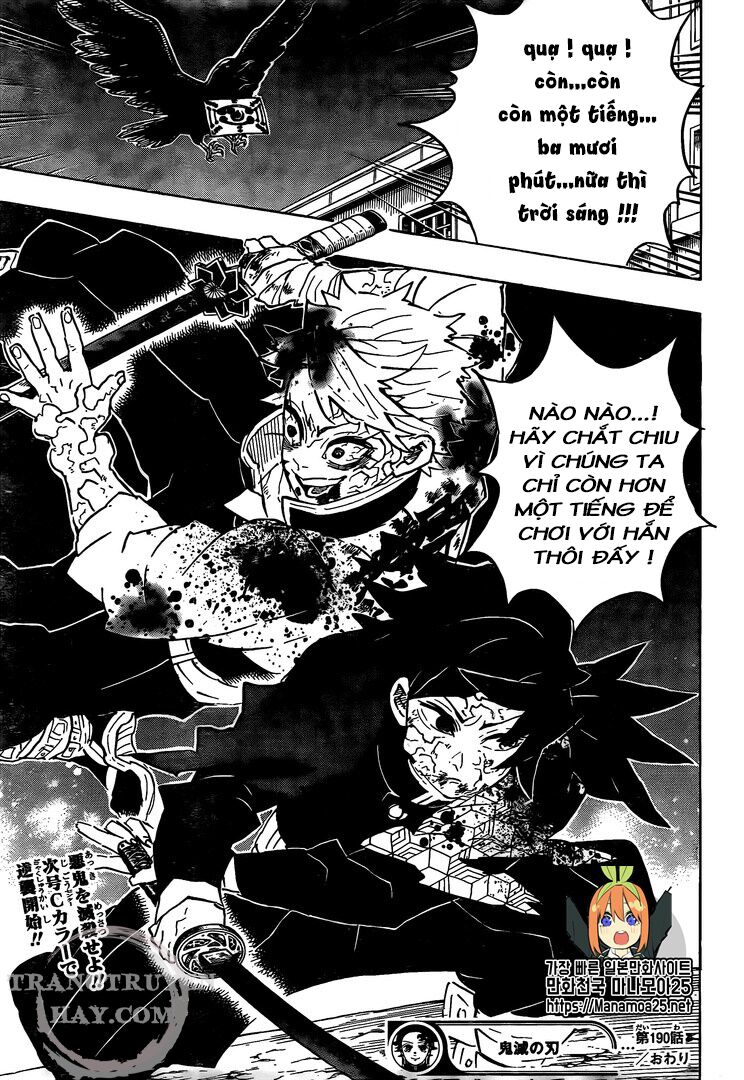 quạ ! quạ !
còn...còn
còn một tiếng...
ba mươi
phút...nữa thì
trời sáng !!!
NÀO NÀO...!
HÃY CHẮT CHIU
VÌ CHÚNG TA
CHỈ CÒN HƠN
MỘT TIẾNG ĐỂ
CHƠI VỚI HẮN
THÔI ĐẤY !
悪鬼を滅殺せよ!!
次号Cカラーで
逆襲開始!!
TRANHTRUYEN
HAY.COM
가장 빠른 일본만화사이트
만화천국 마나모아25
https://Manamoa25.net/
鬼滅の刃
... 第190話
/おわり